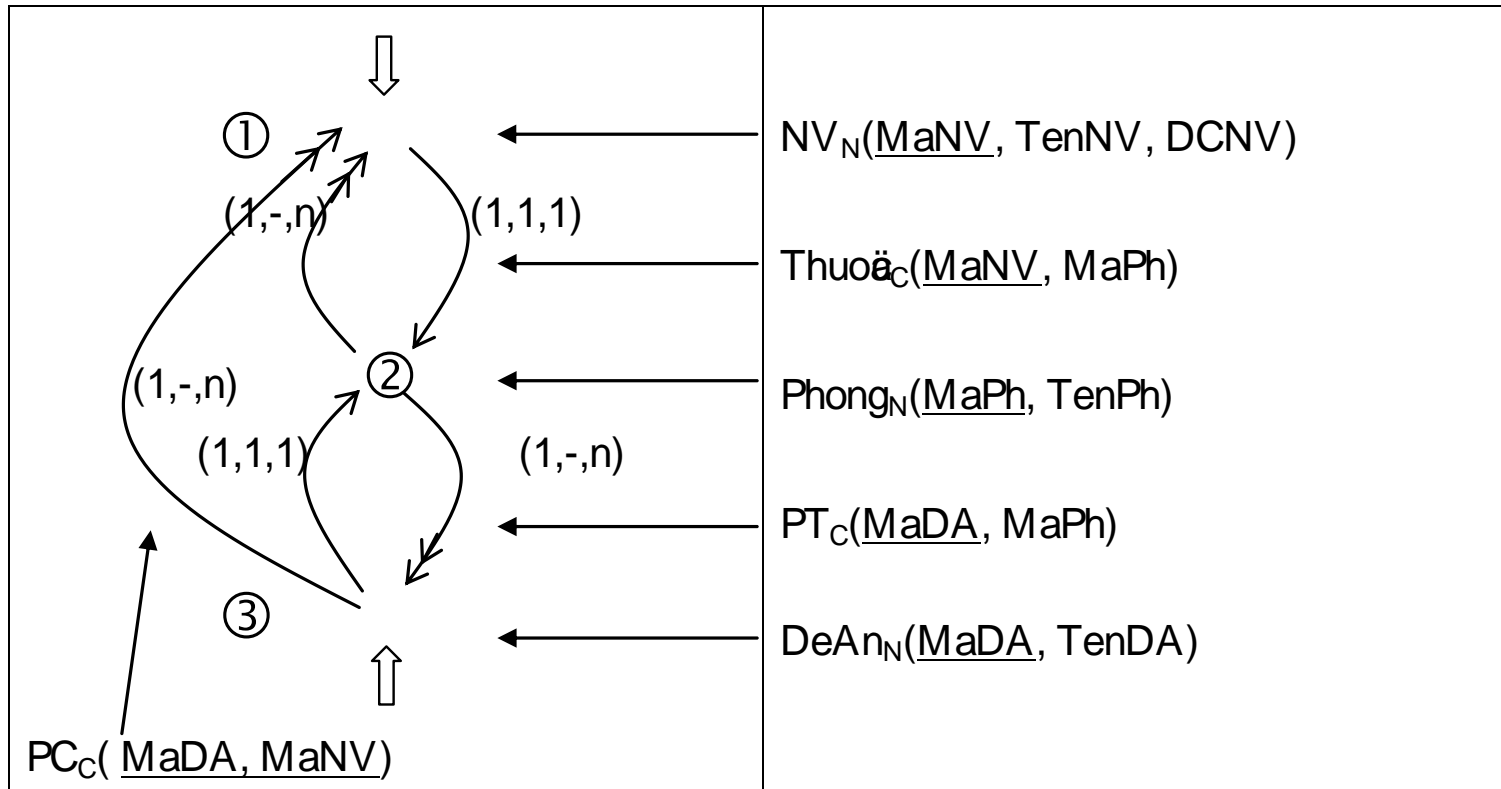 ① NV_N(MaNV, TenNV, DCNV)
(1,-,n) (1,1,1)
Thuoäc_C(MaNV, MaPh)
② Phong_N(MaPh, TenPh)
(1,-,n)
(1,1,1) (1,-,n)
PT_C(MaDA, MaPh)
③ DeAn_N(MaDA, TenDA)
PC_C( MaDA, MaNV)